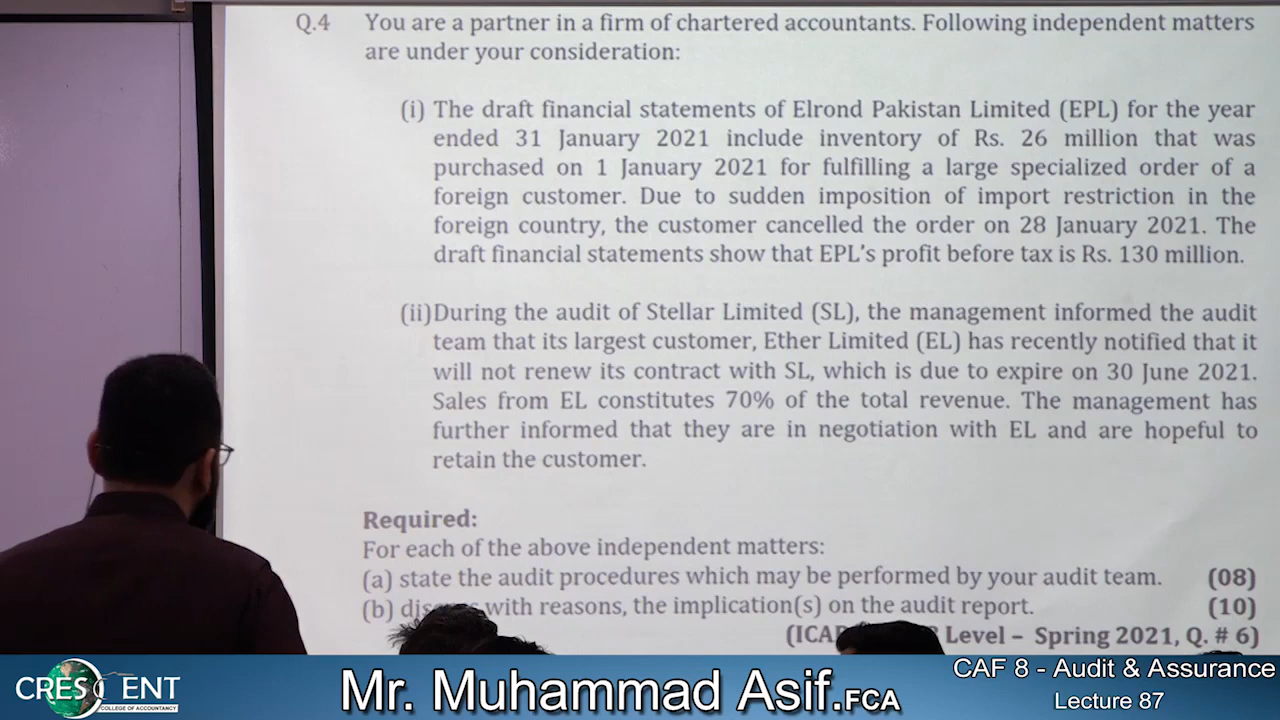 Q.4 You are a partner in a firm of chartered accountants. Following independent matters
are under your consideration:
(i) The draft financial statements of Elrond Pakistan Limited (EPL) for the year
ended 31 January 2021 include inventory of Rs. 26 million that was
purchased on 1 January 2021 for fulfilling a large specialized order of a
foreign customer. Due to sudden imposition of import restriction in the
foreign country, the customer cancelled the order on 28 January 2021. The
draft financial statements show that EPL's profit before tax is Rs. 130 million.
(ii) During the audit of Stellar Limited (SL), the management informed the audit
team that its largest customer, Ether Limited (EL) has recently notified that it
will not renew its contract with SL, which is due to expire on 30 June 2021.
Sales from EL constitutes 70% of the total revenue. The management has
further informed that they are in negotiation with EL and are hopeful to
retain the customer.
Required:
For each of the above independent matters:
(a) state the audit procedures which may be performed by your audit team. (08)
(b) with reasons, the implication(s) on the audit report. (10)
Level – Spring 2021, Q. # 6)
CRESCENT
COLLEGE OF ACCOUNTANCY
Mr. Muhammad Asif.FCA
CAF 8 - Audit & Assurance
Lecture 87